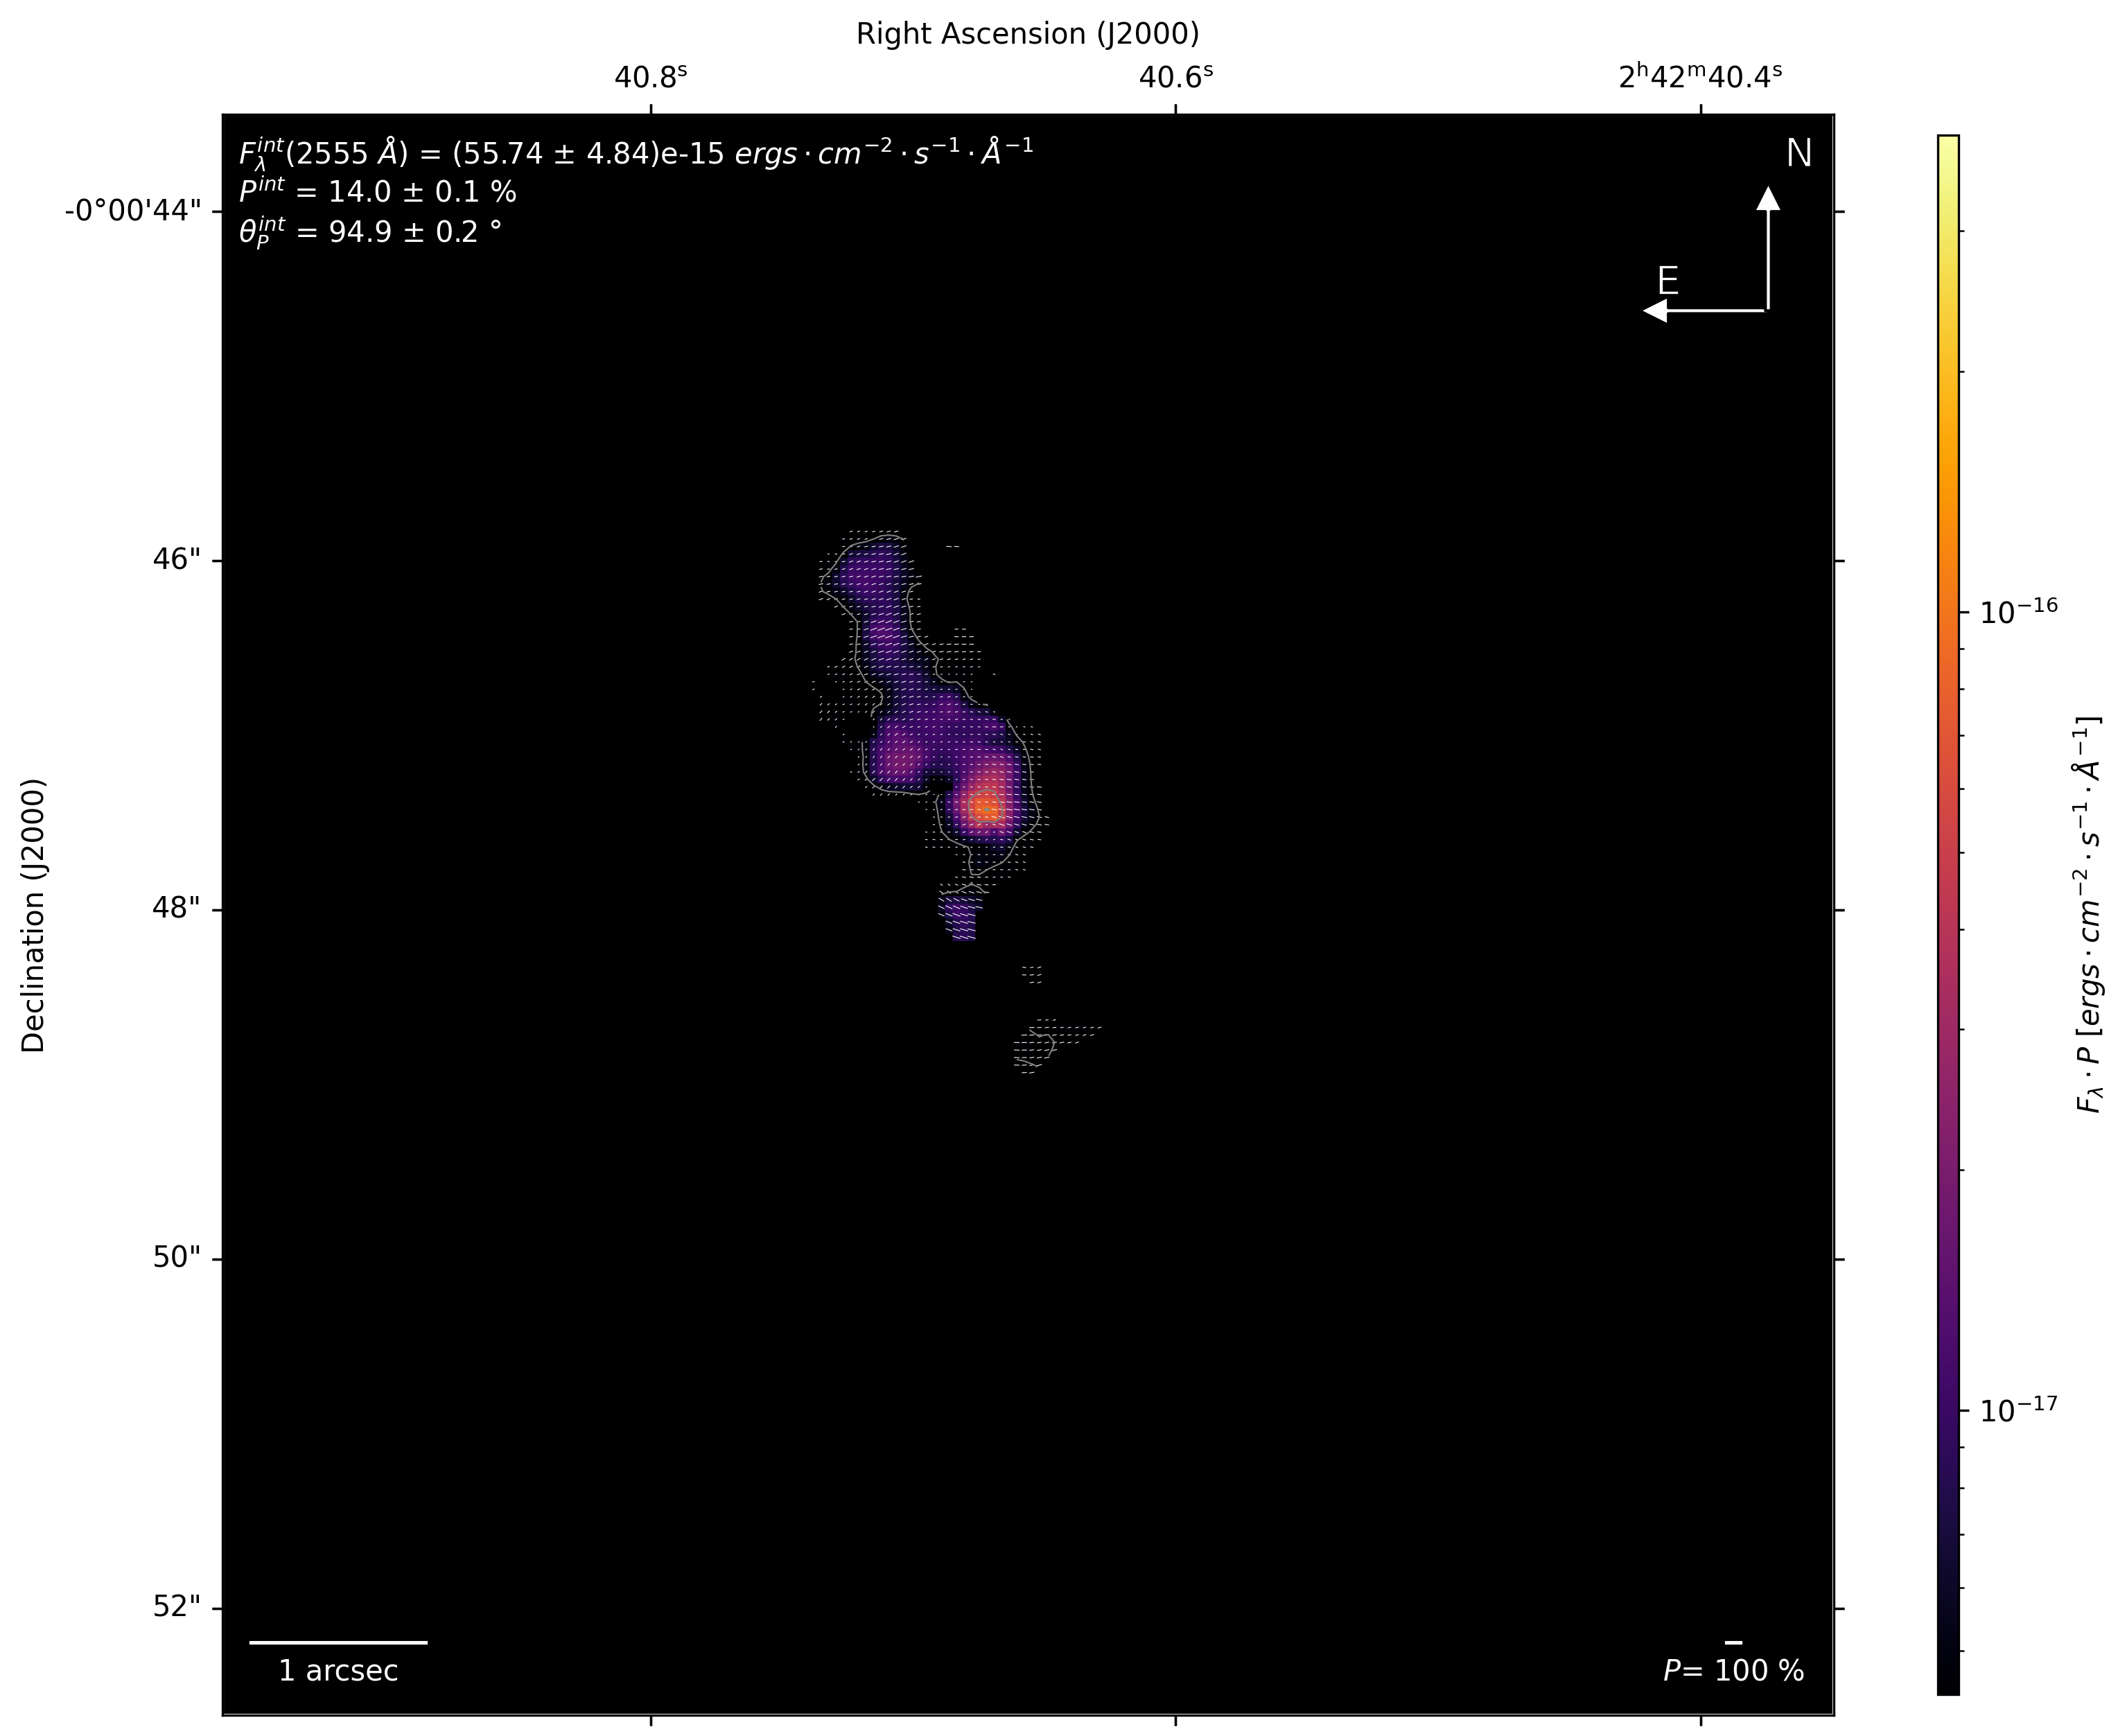 Right Ascension (J2000)
40.8ˢ 40.6ˢ 2ʰ42ᵐ40.4ˢ
F_λ^int(2555 Å) = (55.74 ± 4.84)e-15 ergs · cm⁻² · s⁻¹ · Å⁻¹
P^int = 14.0 ± 0.1 %
θ_P^int = 94.9 ± 0.2 °
N
E
-0°00'44"
46"
48"
50"
52"
Declination (J2000)
1 arcsec
P= 100 %
10⁻¹⁶
10⁻¹⁷
F_λ · P [ergs · cm⁻² · s⁻¹ · Å⁻¹]